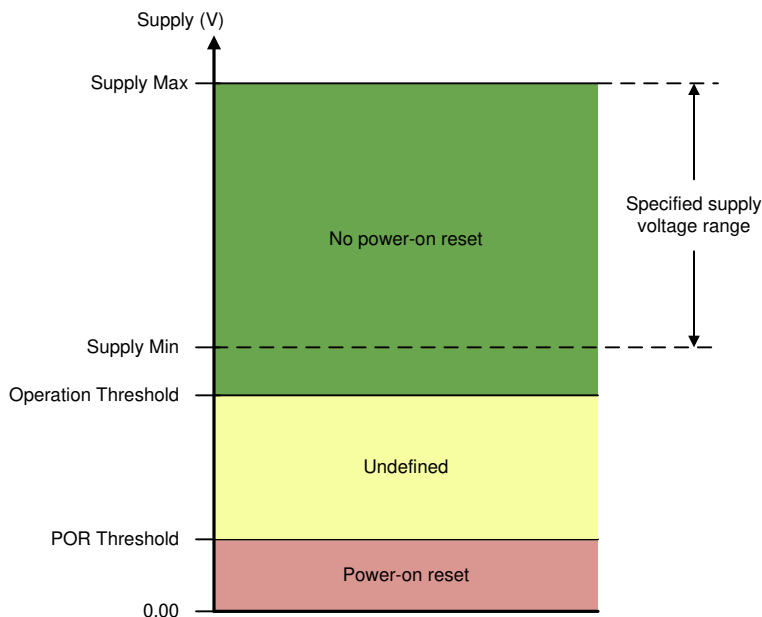 Supply (V)
Supply Max
No power-on reset
Specified supply
voltage range
Supply Min
Operation Threshold
Undefined
POR Threshold
Power-on reset
0.00